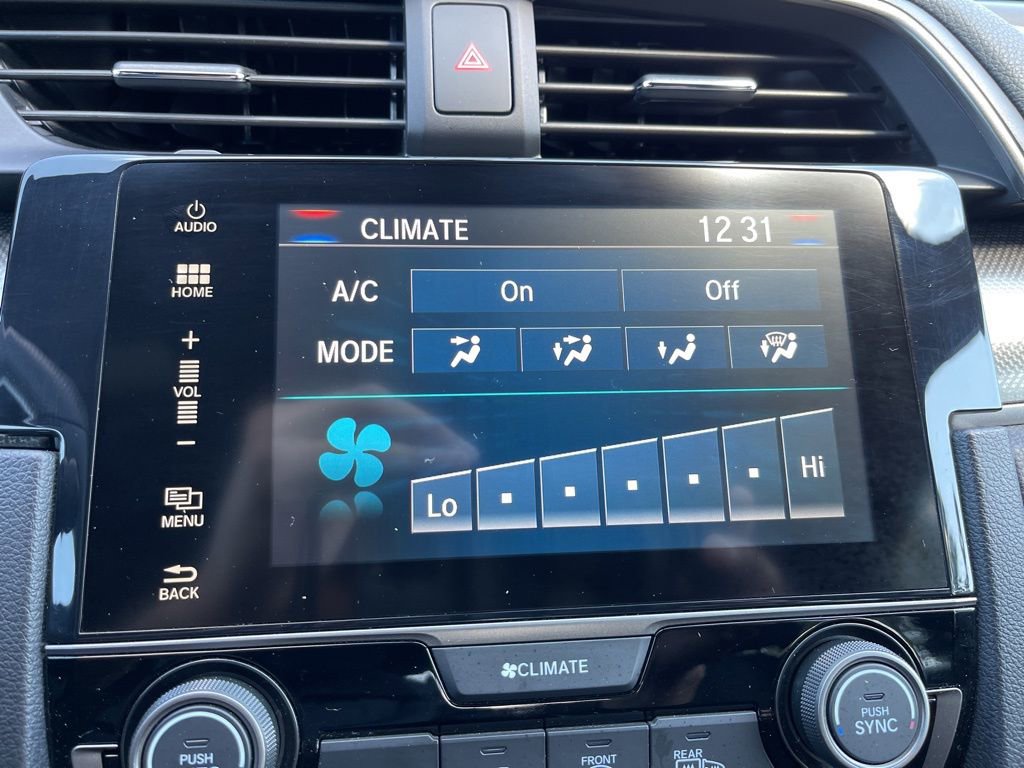 AUDIO
CLIMATE 12 31
HOME
A/C On Off
+
VOL
-
MODE
Lo Hi
MENU
BACK
CLIMATE
PUSH
PUSH
SYNC
FRONT
REAR